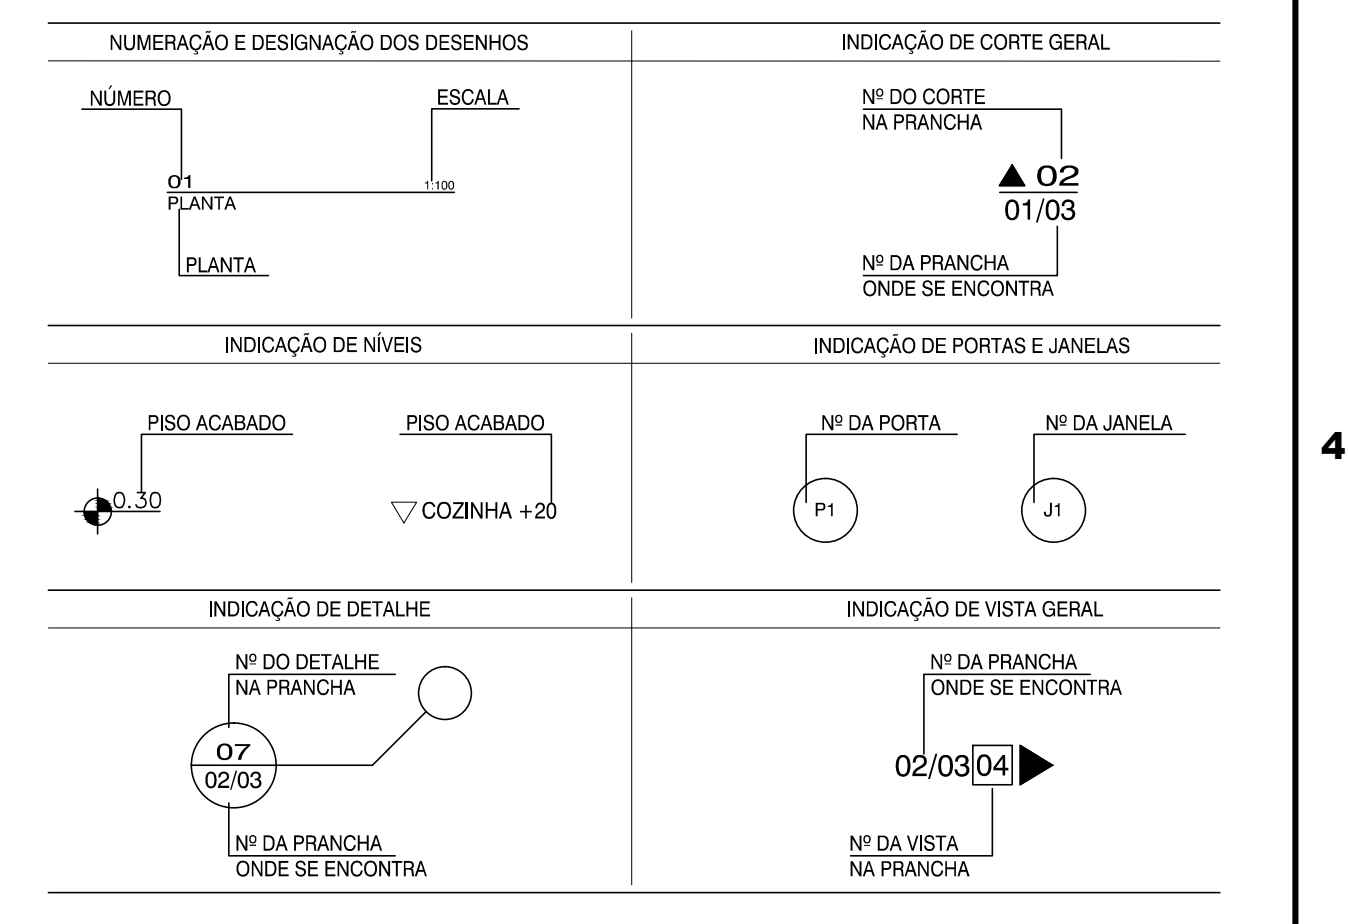 NUMERAÇÃO E DESIGNAÇÃO DOS DESENHOS
NÚMERO
ESCALA
01
1:100
PLANTA
PLANTA
INDICAÇÃO DE CORTE GERAL
Nº DO CORTE
NA PRANCHA
02
01/03
Nº DA PRANCHA
ONDE SE ENCONTRA
INDICAÇÃO DE NÍVEIS
PISO ACABADO
PISO ACABADO
0.30
COZINHA +20
INDICAÇÃO DE PORTAS E JANELAS
Nº DA PORTA
Nº DA JANELA
P1
J1
4
INDICAÇÃO DE DETALHE
Nº DO DETALHE
NA PRANCHA
07
02/03
Nº DA PRANCHA
ONDE SE ENCONTRA
INDICAÇÃO DE VISTA GERAL
Nº DA PRANCHA
ONDE SE ENCONTRA
02/03 04
Nº DA VISTA
NA PRANCHA